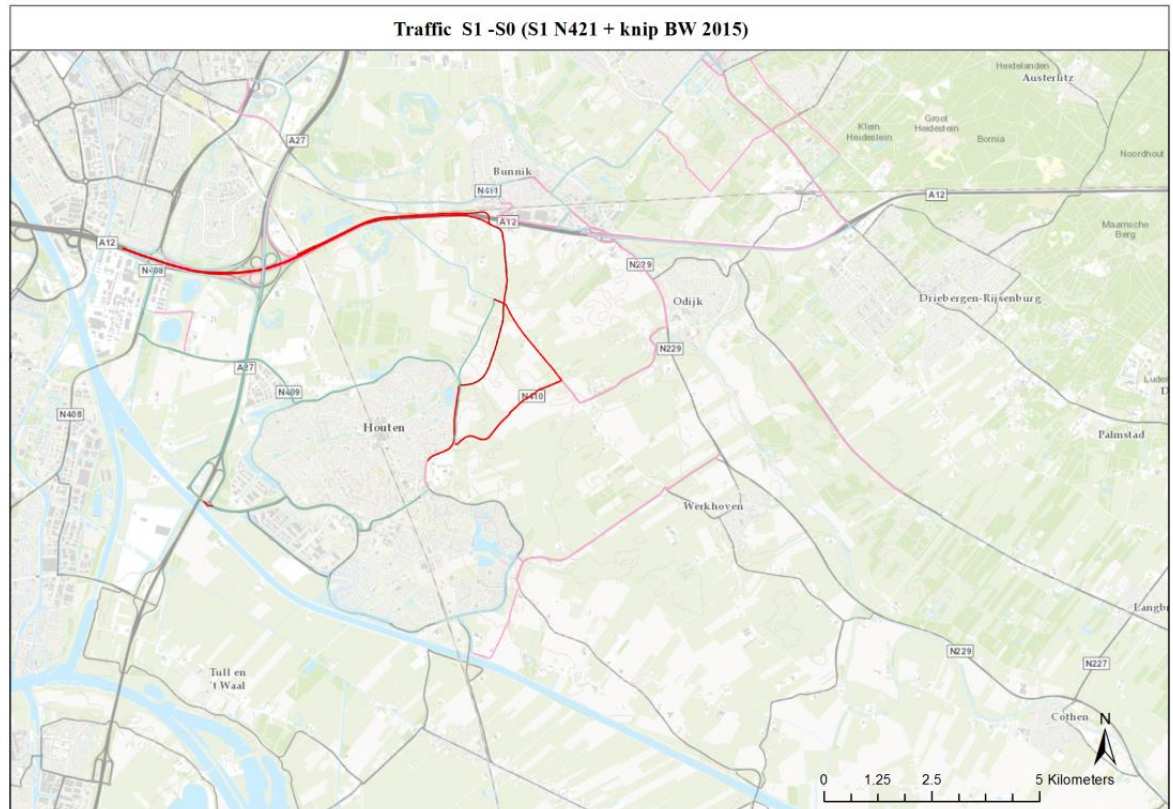 Traffic S1 -S0 (S1 N421 + knip BW 2015)
Heidelanden
Austerlitz
A27
Klein
Heidestein
Groot
Heidestein
Bornia
Noordhout
Bunnik
N411
A12
A12
A12
N408
Maarnsche
Berg
N229
Odijk
Driebergen-Rijsenburg
N229
A27
N409
N410
N408
Houten
Palmstad
Werkhoven
Tull en
't Waal
N229
N227
Cothen
N
0 1.25 2.5 5 Kilometers